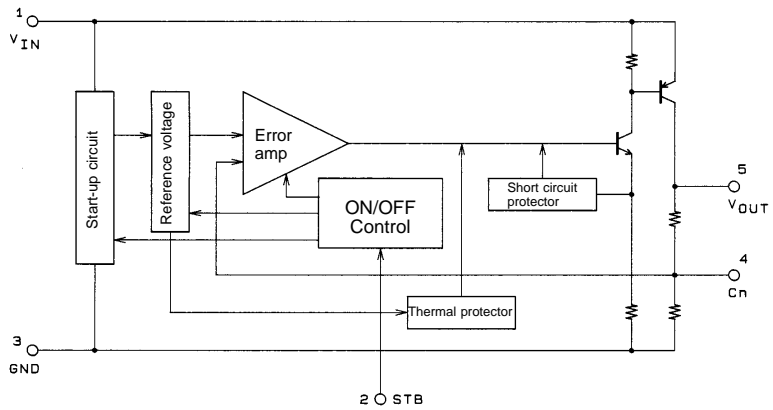 1
VIN
Start-up circuit
Reference voltage
Error
amp
ON/OFF
Control
Short circuit
protector
5
VOUT
4
Cn
Thermal protector
3
GND
2 STB